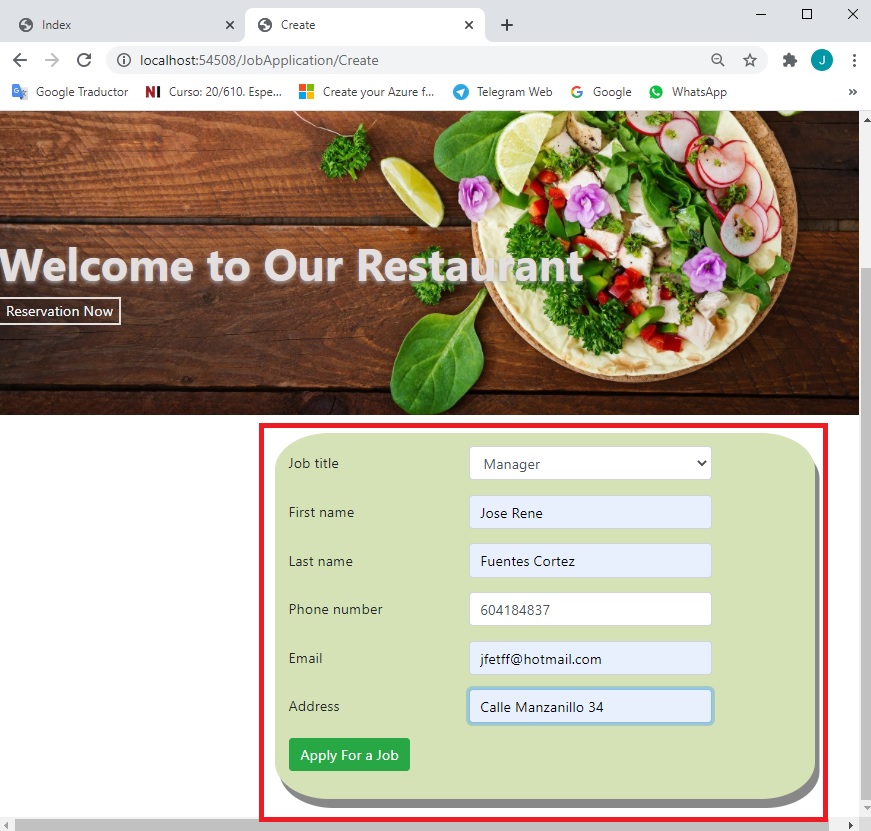 Index
Create
localhost:54508/JobApplication/Create
J
Google Traductor
NI Curso: 20/610. Espe...
Create your Azure f...
Telegram Web
Google
WhatsApp
»
Welcome to Our Restaurant
Reservation Now
Job title Manager
First name Jose Rene
Last name Fuentes Cortez
Phone number 604184837
Email jfetff@hotmail.com
Address Calle Manzanillo 34
Apply For a Job